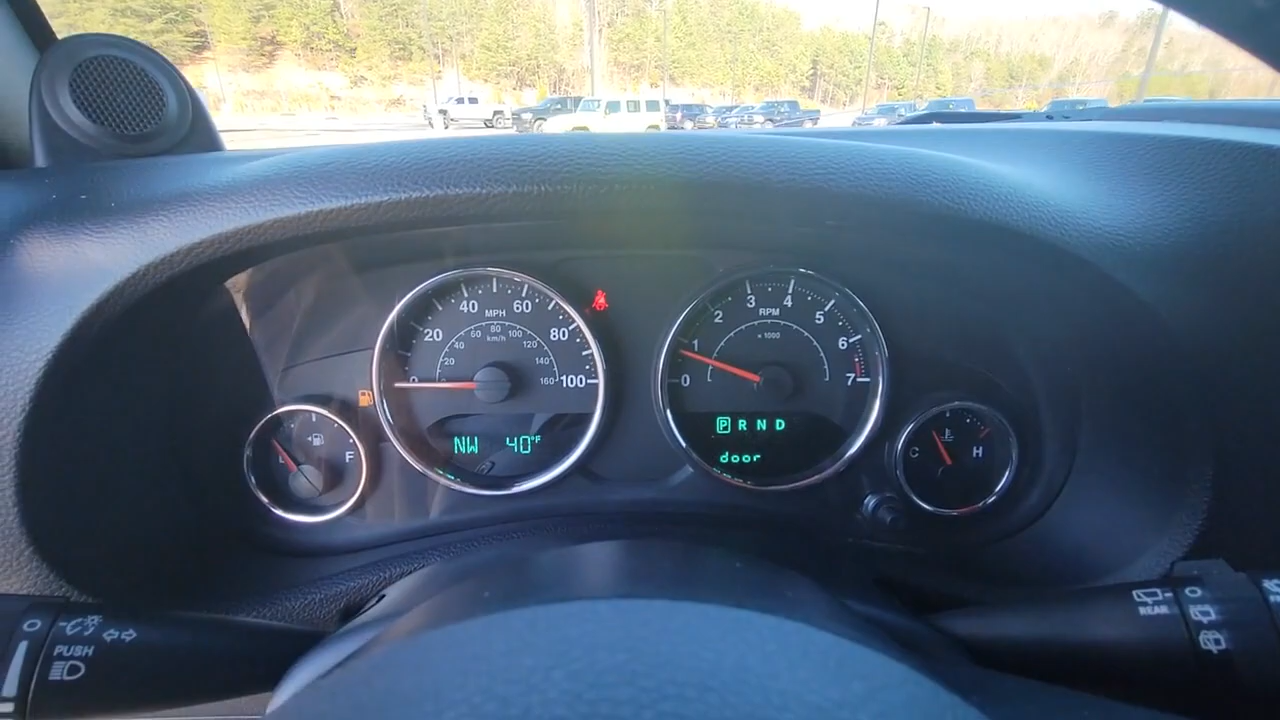 40 MPH 60
20 80
60 80 100
40 km/h 120
20 140
0 160 100
NW 40°F
3 4
2 RPM 5
x 1000
1 6
0 7
P R N D
door
F
C H
PUSH
REAR